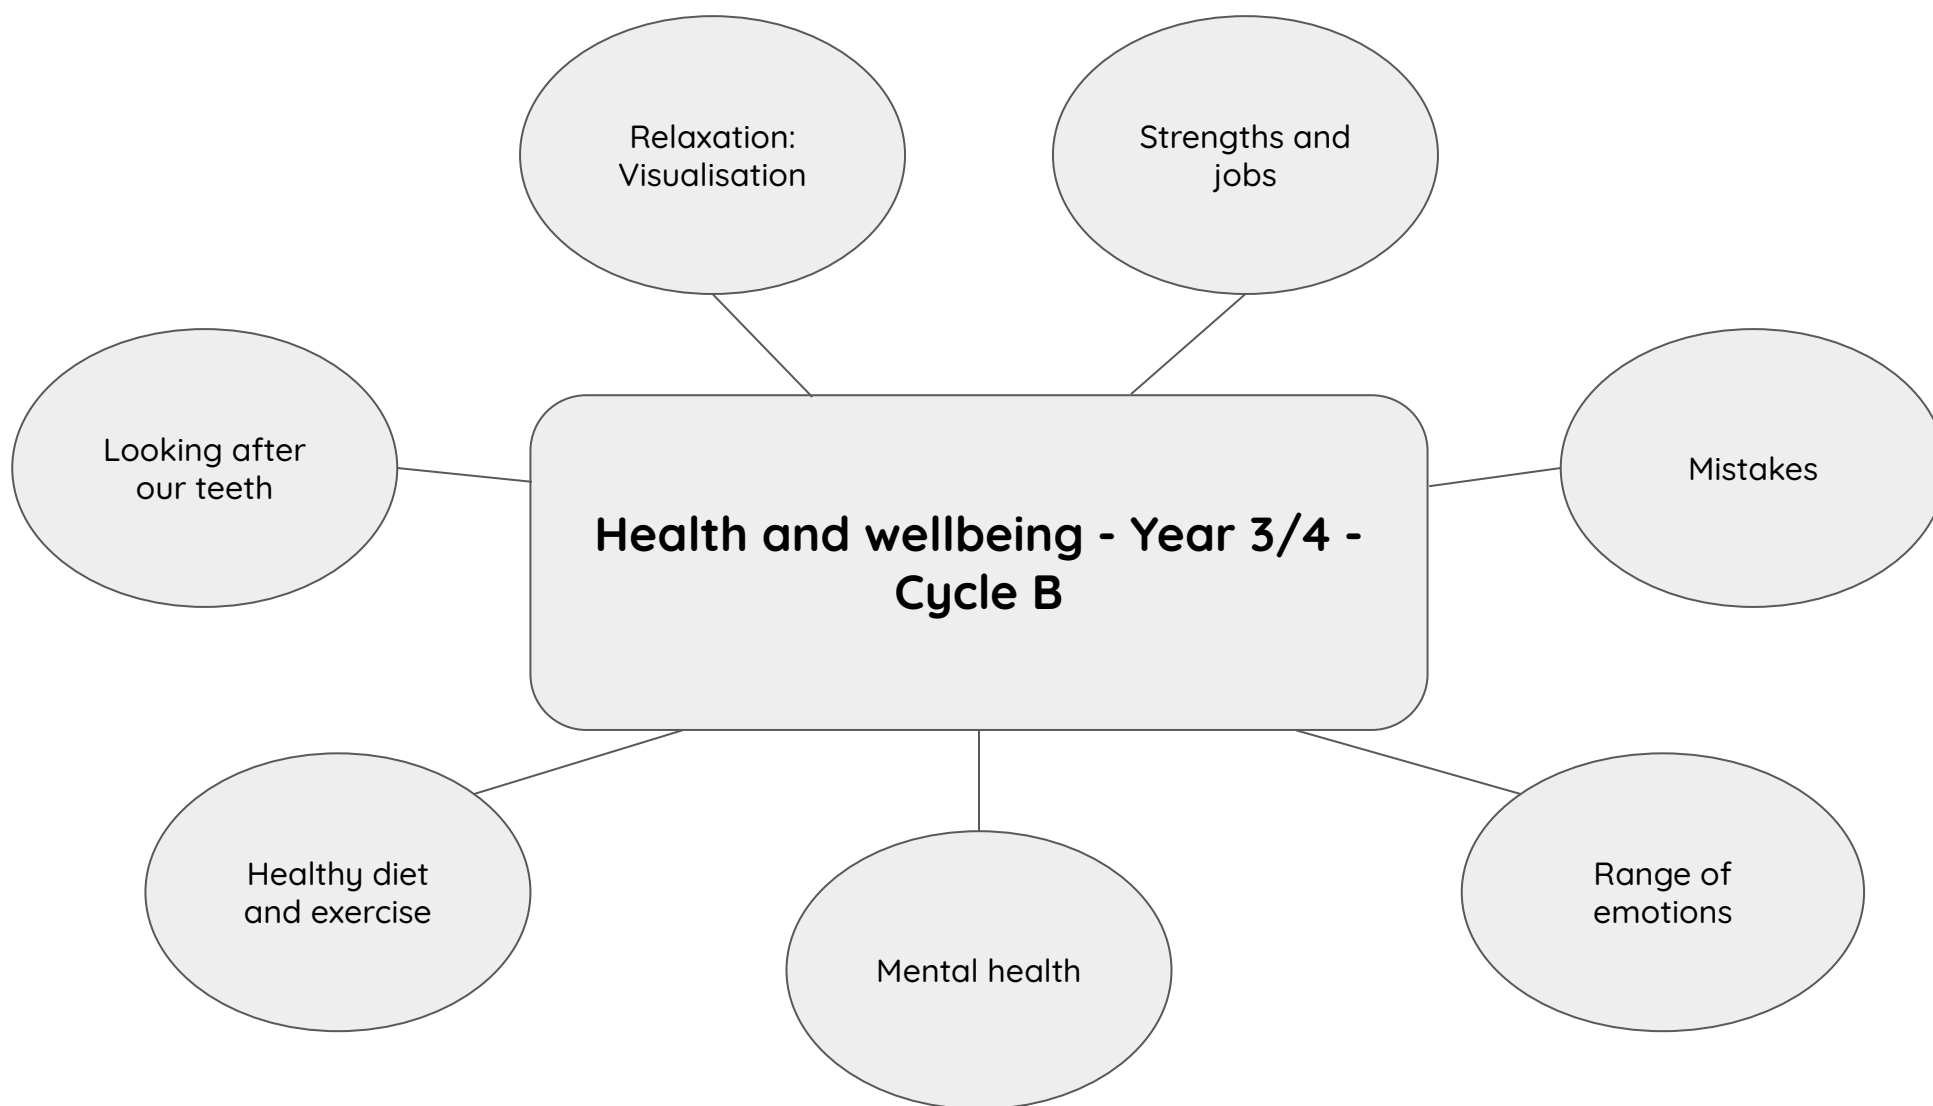 Relaxation:
Visualisation
Strengths and
jobs
Looking after
our teeth
Mistakes
Health and wellbeing - Year 3/4 -
Cycle B
Healthy diet
and exercise
Mental health
Range of
emotions